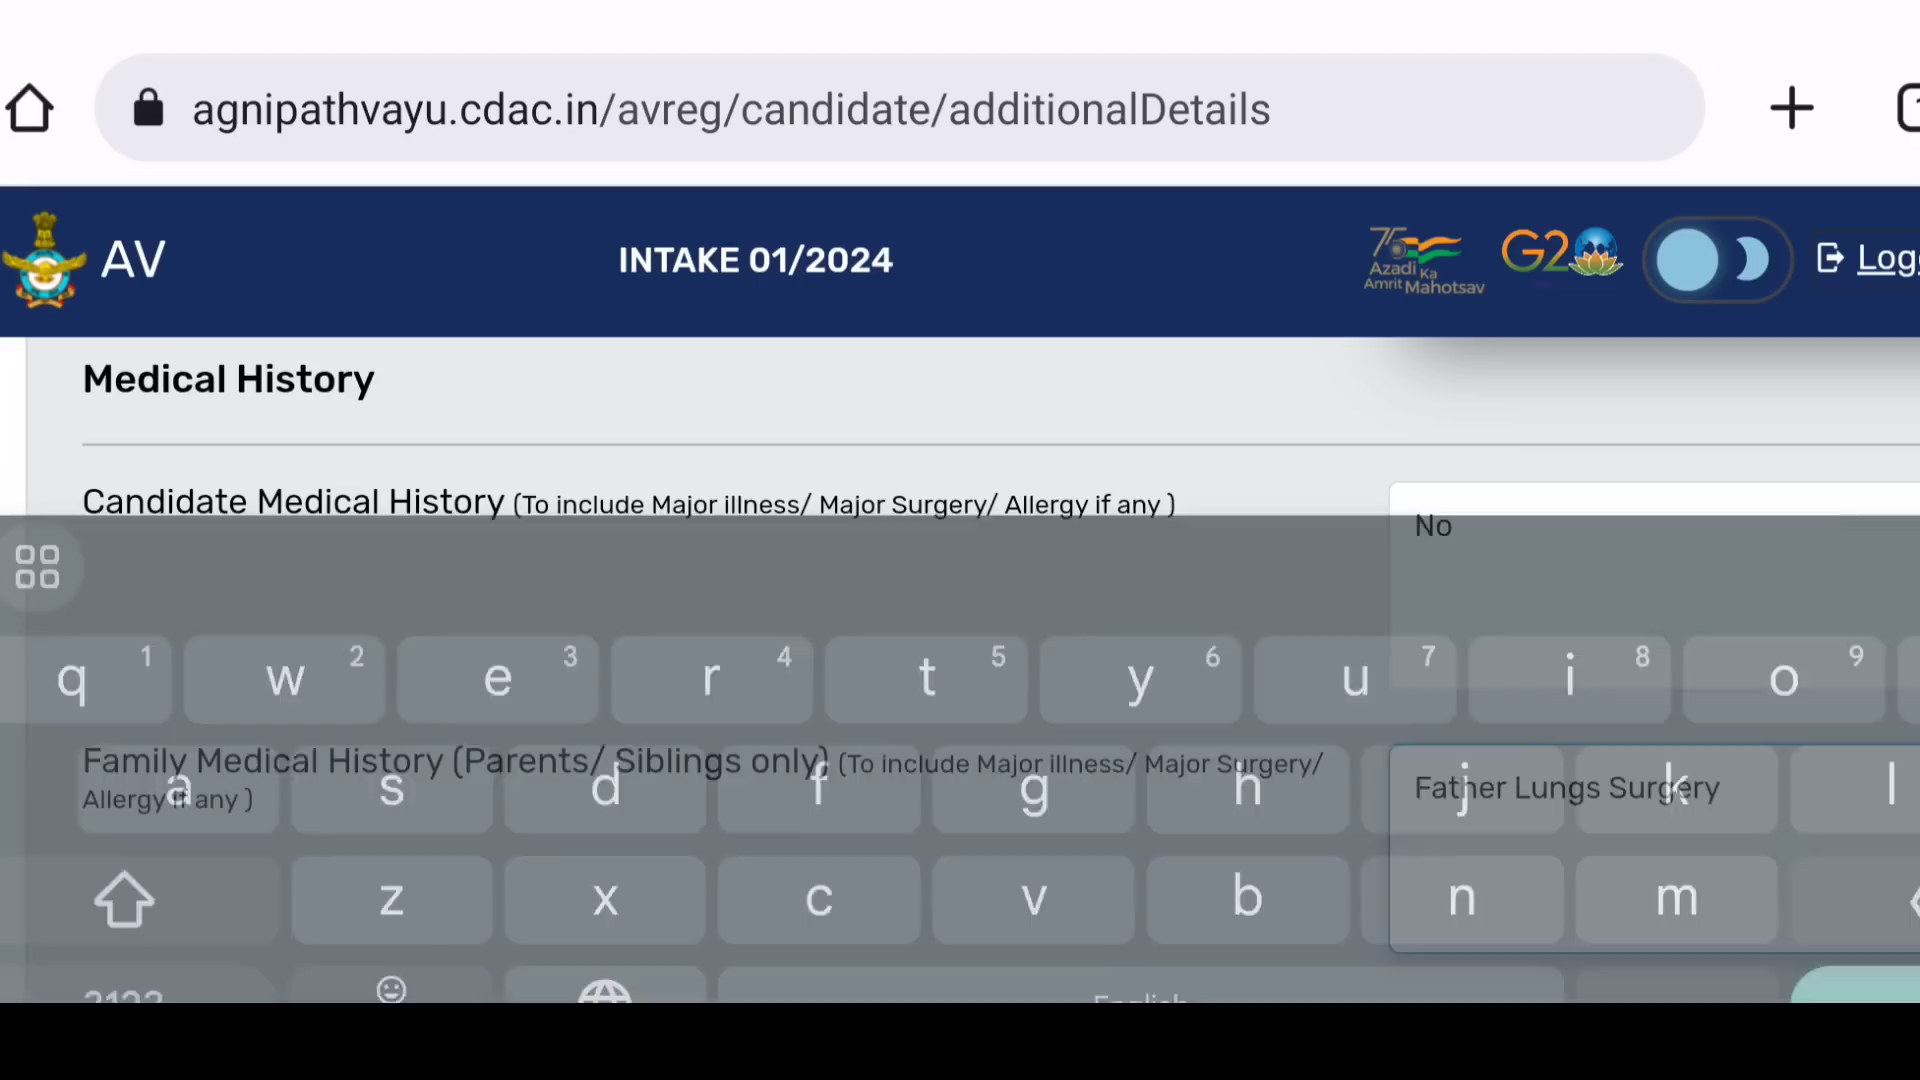 agnipathvayu.cdac.in/avreg/candidate/additionalDetails
AV
INTAKE 01/2024
75
Azadi Ka
Amrit Mahotsav
G20
Medical History
Candidate Medical History (To include Major illness/ Major Surgery/ Allergy if any )
No
q 1 w 2 e 3 r 4 t 5 y 6 u 7 i 8 o 9
Family Medical History (Parents/ Siblings only) (To include Major illness/ Major Surgery/
Allergy if any )
Father Lungs Surgery
a s d f g h j k l
z x c v b n m
English